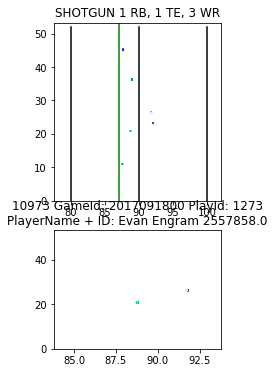 SHOTGUN 1 RB, 1 TE, 3 WR
50
40
30
20
10
0
80 85 90 95 100
10973 GameId: 2017091800 PlayId: 1273
PlayerName + ID: Evan Engram 2557858.0
40
20
0
85.0 87.5 90.0 92.5